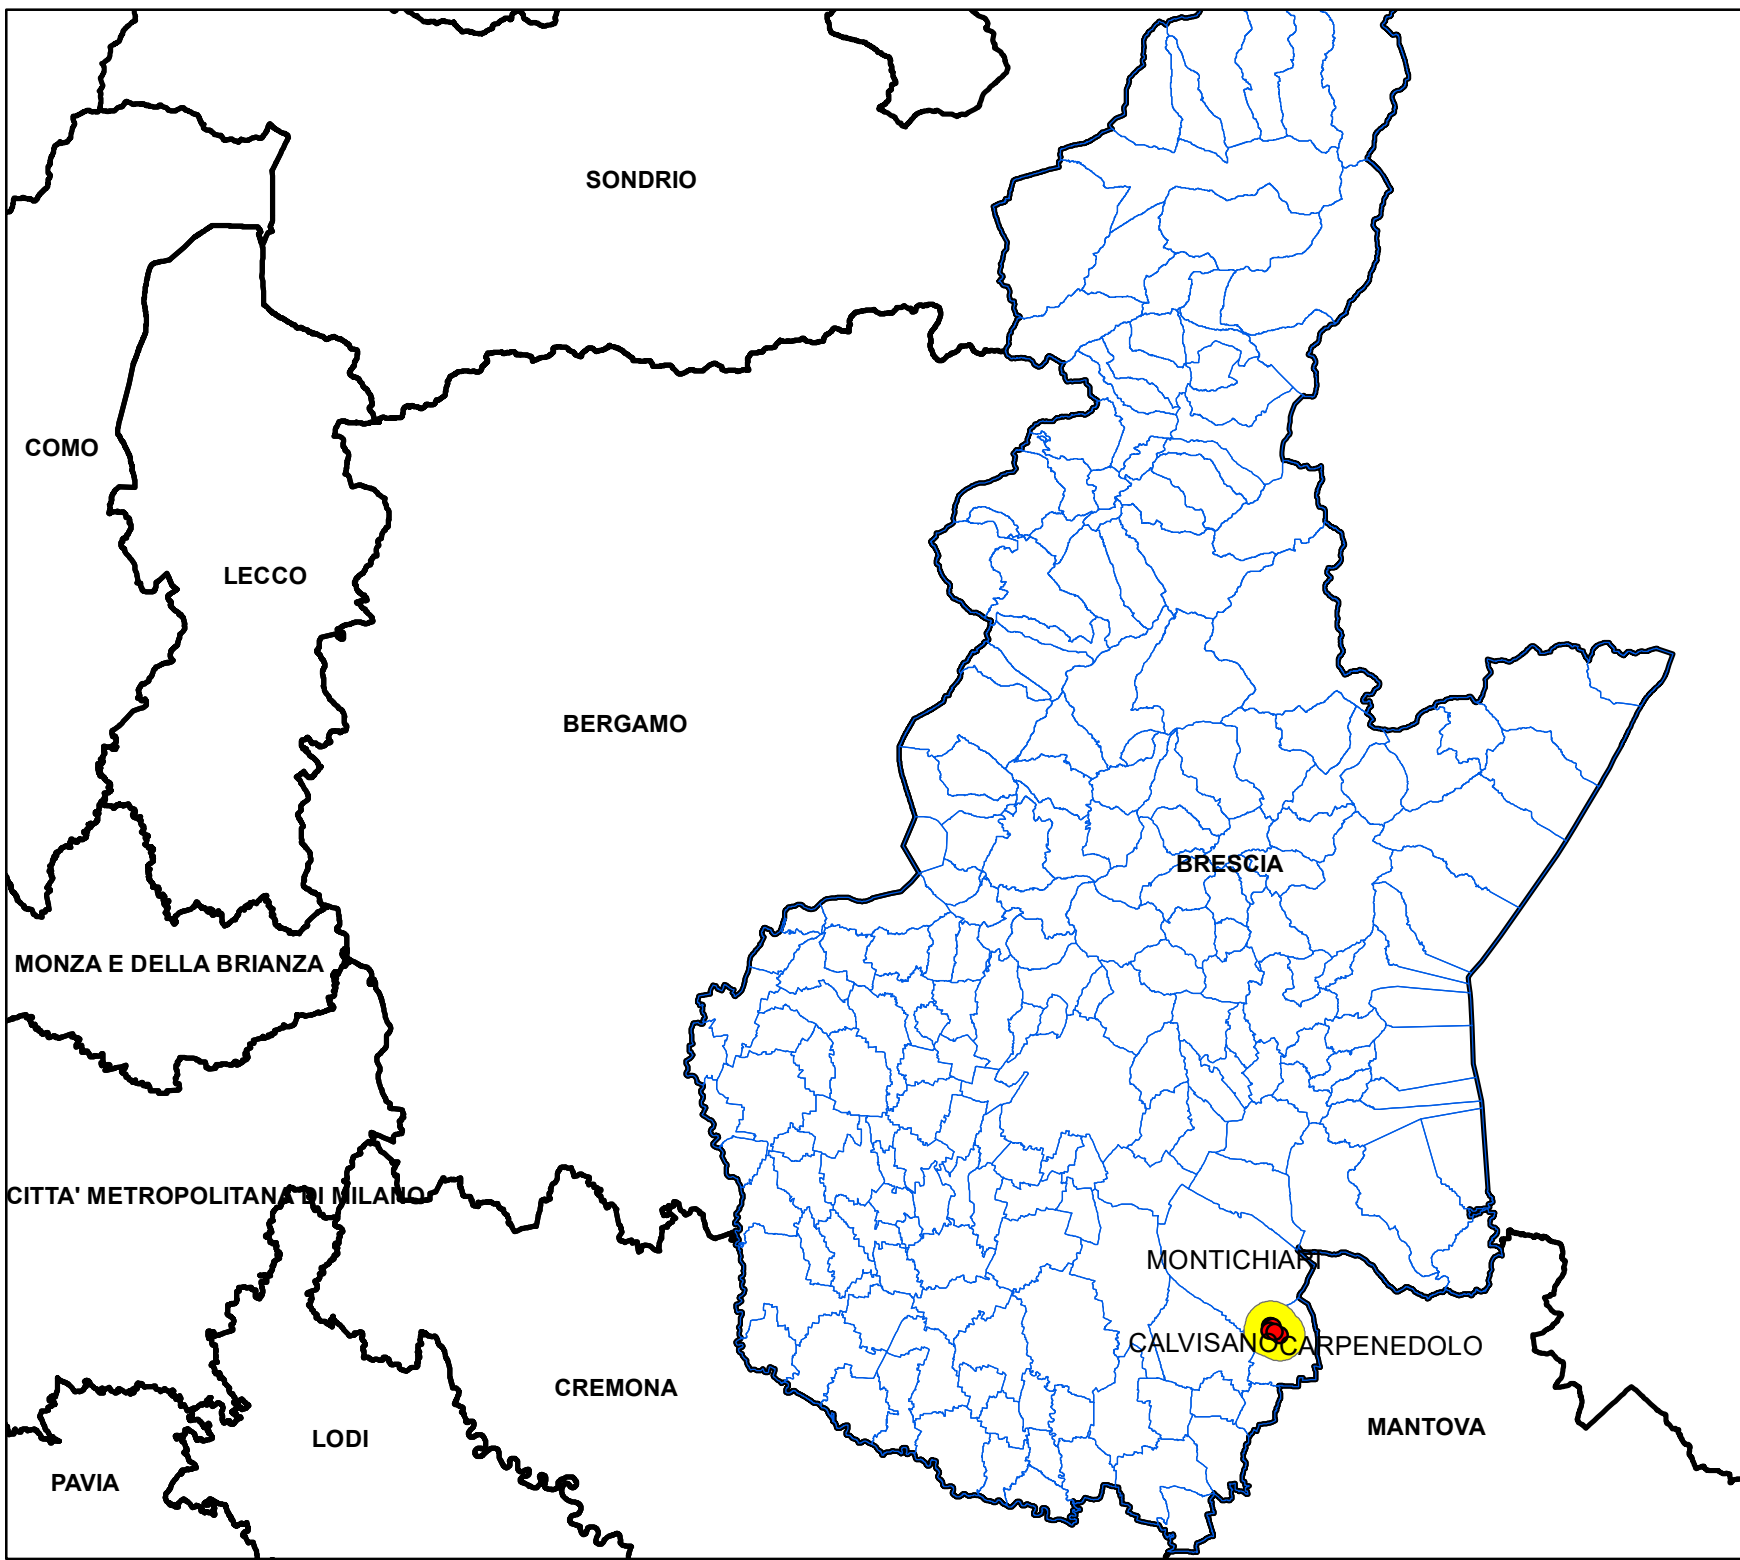 SONDRIO
COMO
LECCO
BERGAMO
BRESCIA
MONZA E DELLA BRIANZA
CITTA' METROPOLITANA DI MILANO
MONTICHIARI
CALVISANO
CARPENEDOLO
CREMONA
MANTOVA
LODI
PAVIA